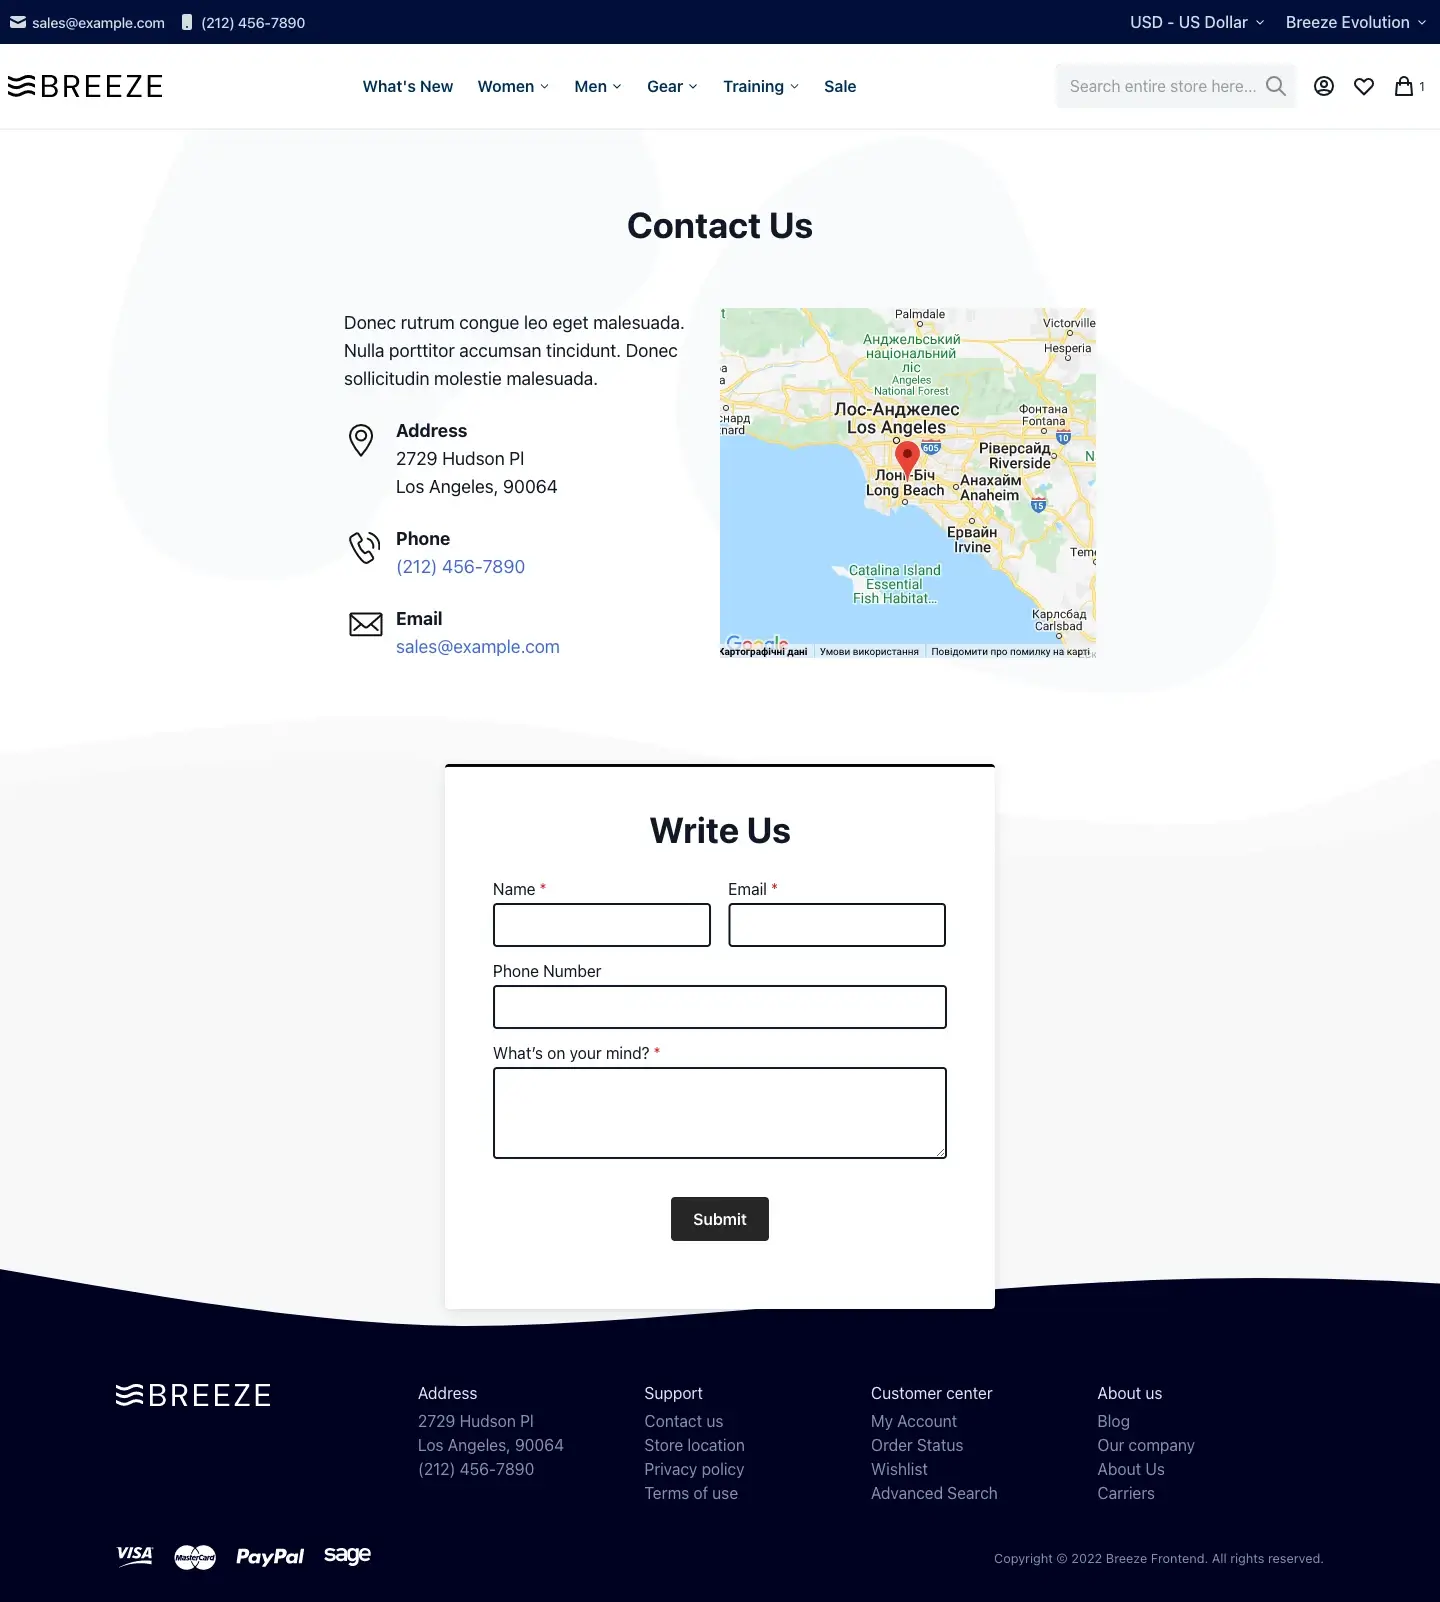 sales@example.com (212) 456-7890 USD - US Dollar Breeze Evolution
BREEZE What's New Women Men Gear Training Sale Search entire store here... 1
Contact Us
Donec rutrum congue leo eget malesuada.
Nulla porttitor accumsan tincidunt. Donec
sollicitudin molestie malesuada.
Address
2729 Hudson Pl
Los Angeles, 90064
Phone
(212) 456-7890
Email
sales@example.com
Palmdale
Victorville
Hesperia
Анджельський
національний
ліс
Angeles
National Forest
Лос-Анджелес
Los Angeles
Фонтана
Fontana
10
605
Ріверсайд
Riverside
Лонг-Біч
Long Beach
Анахайм
Anaheim
15
Ервайн
Irvine
Catalina Island
Essential
Fish Habitat...
Карлсбад
Carlsbad
Google
Картографічні дані Умови використання Повідомити про помилку на карті
Write Us
Name *
Email *
Phone Number
What's on your mind? *
Submit
BREEZE
Address
2729 Hudson Pl
Los Angeles, 90064
(212) 456-7890
Support
Contact us
Store location
Privacy policy
Terms of use
Customer center
My Account
Order Status
Wishlist
Advanced Search
About us
Blog
Our company
About Us
Carriers
VISA MasterCard PayPal sage
Copyright © 2022 Breeze Frontend. All rights reserved.